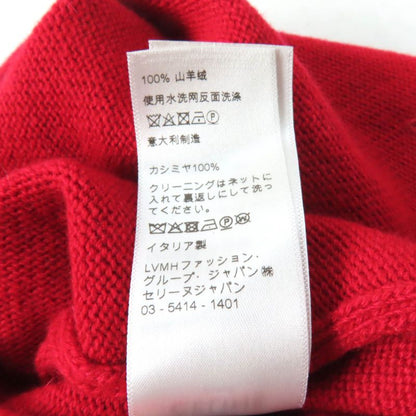 100% 山羊绒
使用水洗网反面洗涤
意大利制造
カシミヤ100%
クリーニングはネットに
入れて裏返しにして洗っ
てください。
イタリア製
LVMHファッション・
グループ・ジャパン㈱
セリーヌジャパン
03 - 5414 - 1401